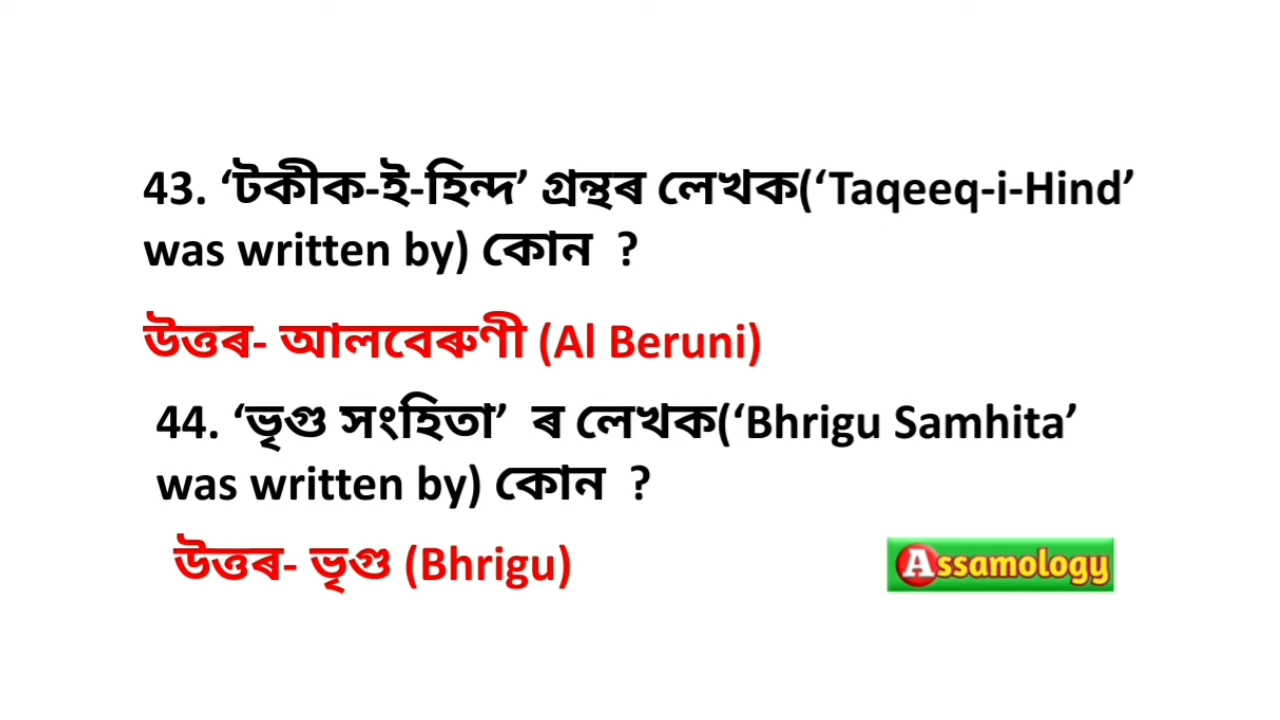 43. ‘টকীক-ই-হিন্দ’ গ্ৰন্থৰ লেখক(‘Taqeeq-i-Hind’
was written by) কোন ?
উত্তৰ- আলবেৰুণী (Al Beruni)
44. ‘ভৃগু সংহিতা’ ৰ লেখক(‘Bhrigu Samhita’
was written by) কোন ?
উত্তৰ- ভৃগু (Bhrigu)
Assamology